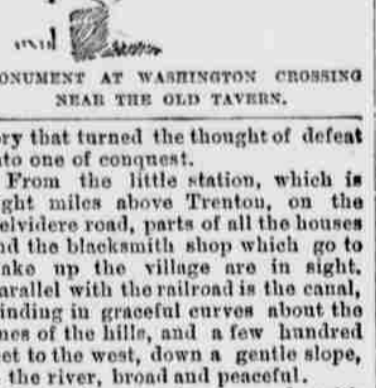 ONUMENT AT WASHINGTON CROSSING
NEAR THE OLD TAVERN.
ory that turned the thought of defeat
nto one of conquest.
From the little station, which is
ght miles above Trenton, on the
elvidere road, parts of all the houses
nd the blacksmith shop which go to
ake up the village are in sight.
arallel with the railroad is the canal,
inding in graceful curves about the
nes of the hills, and a few hundred
et to the west, down a gentle slope,
the river, broad and peaceful.